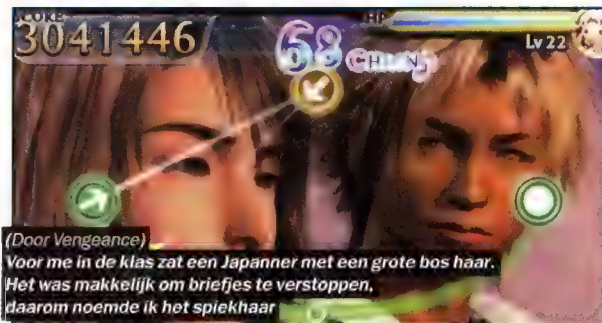 SCORE HP
3041446 68 CHAIN
Lv 22
(Door Vengeance)
Voor me in de klas zat een Japanner met een grote bos haar.
Het was makkelijk om briefjes te verstoppen,
daarom noemde ik het spiekhaar